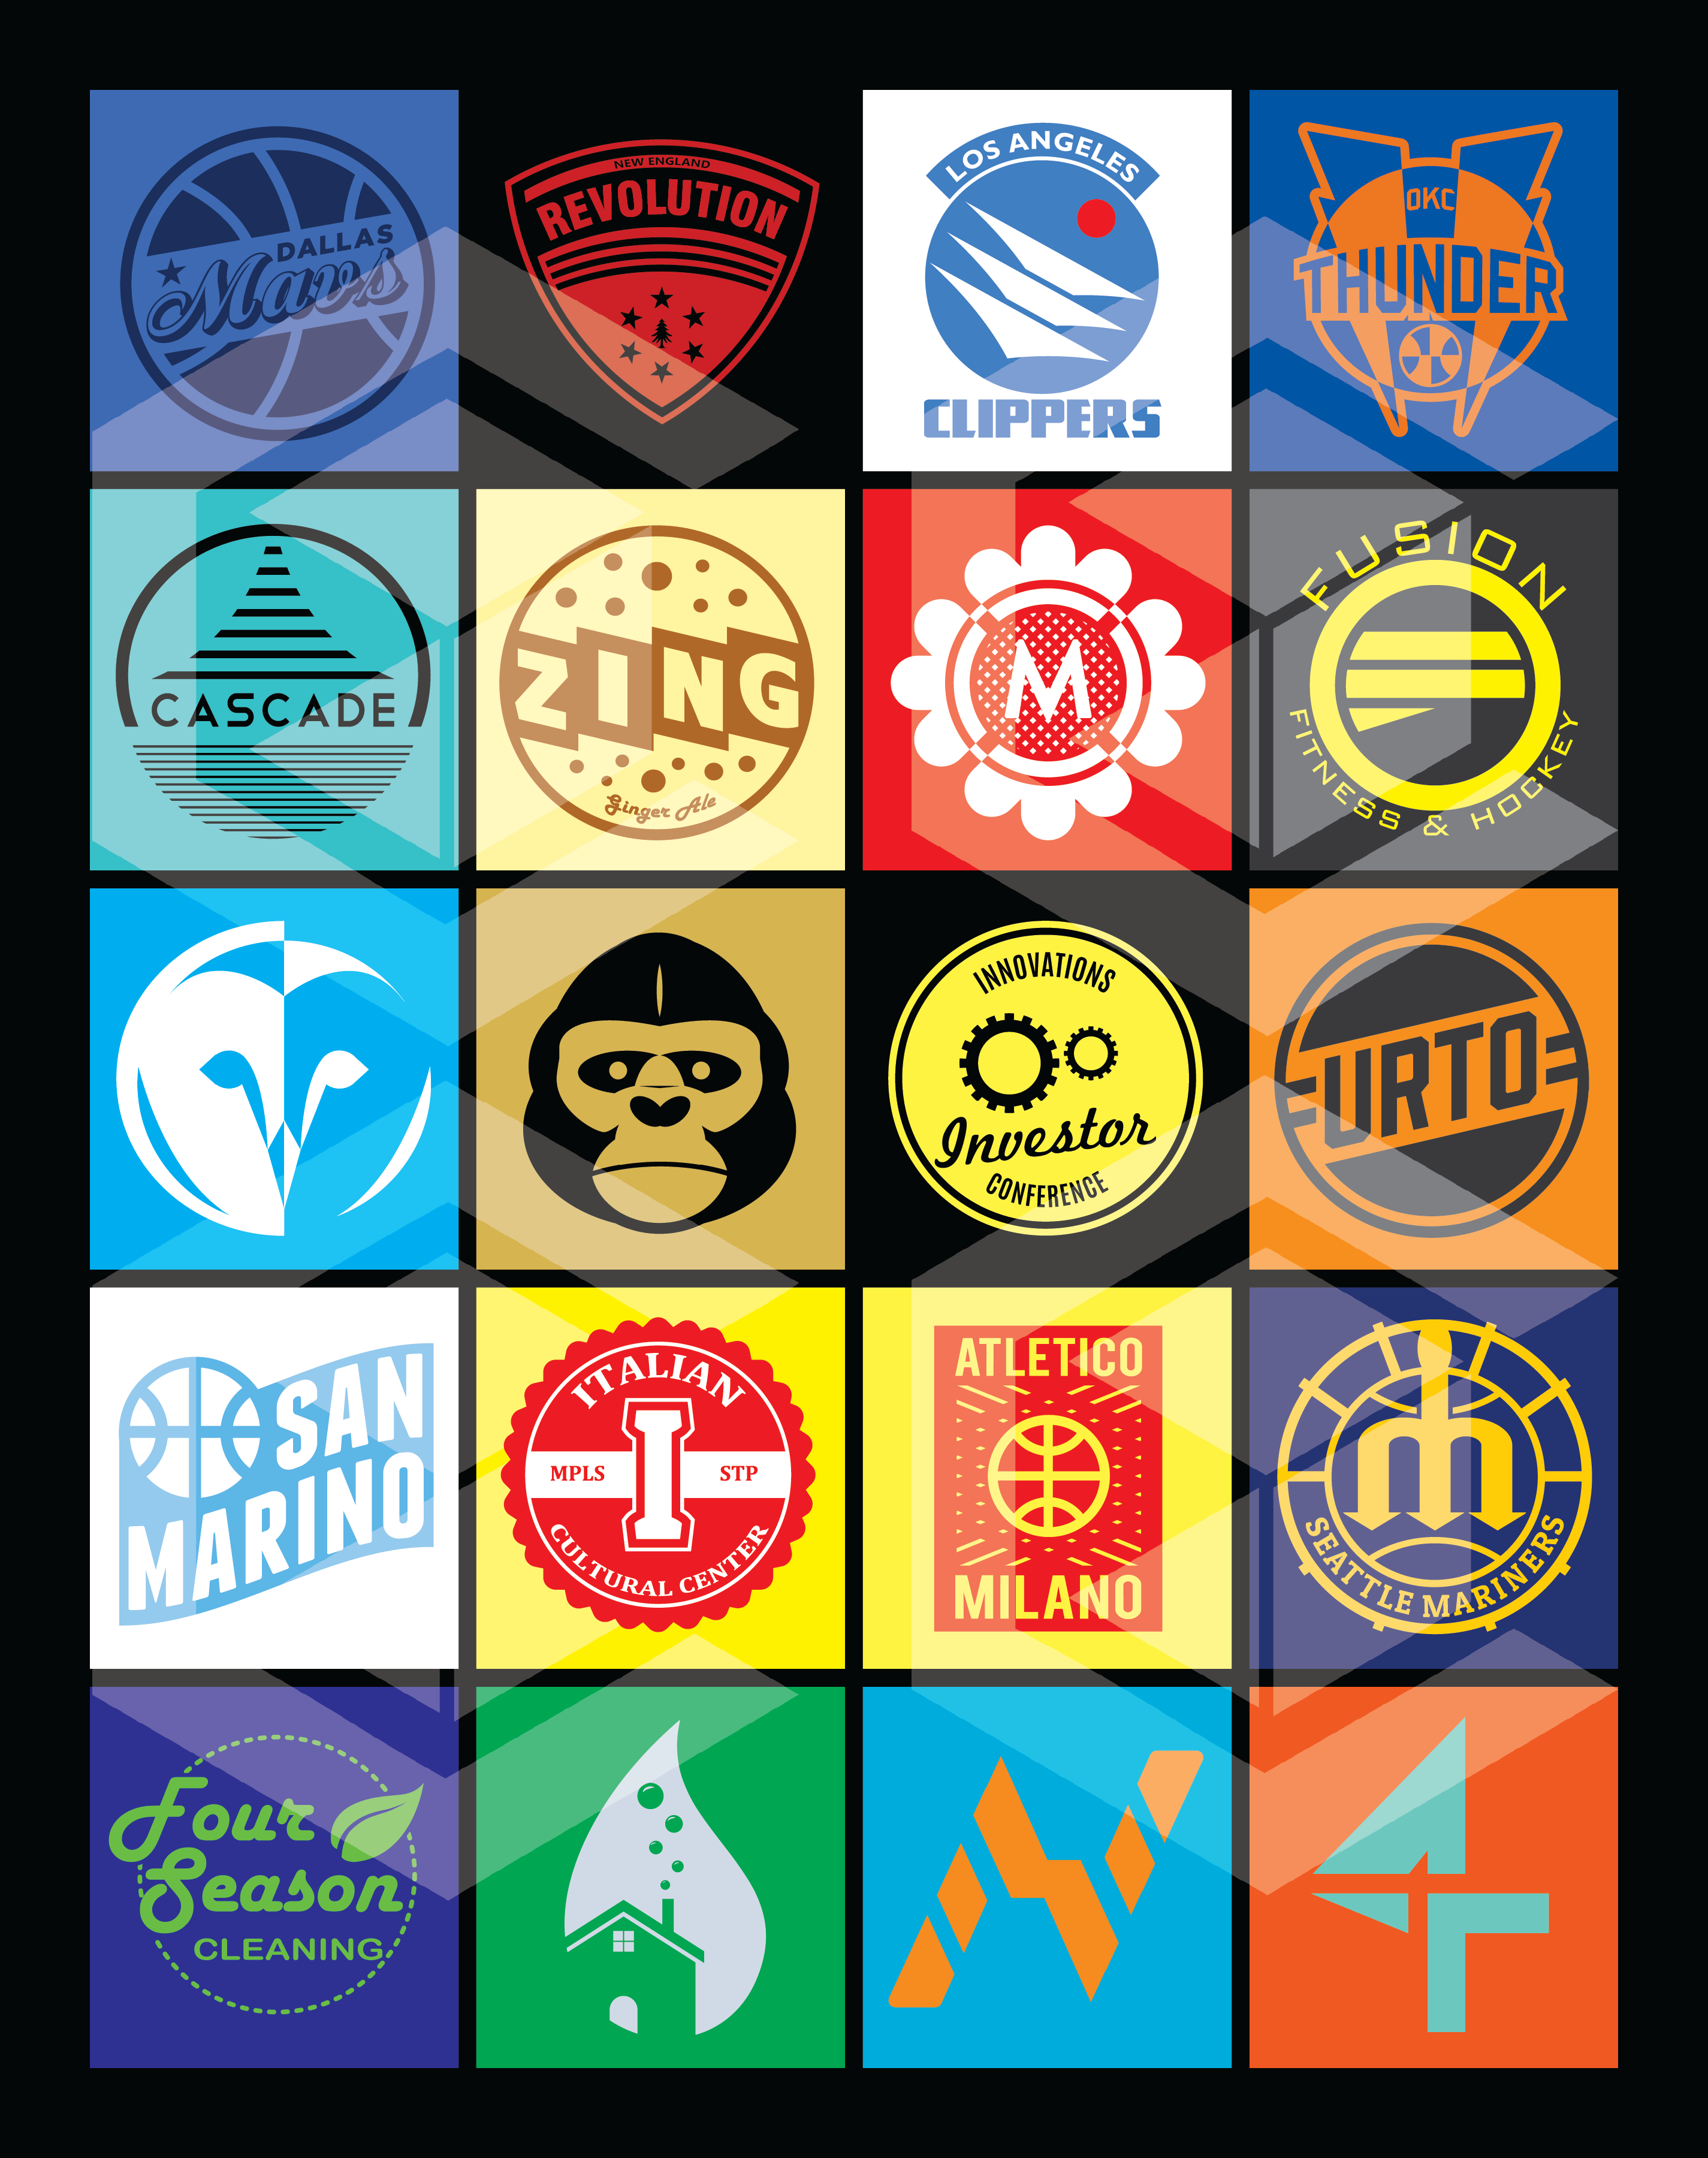 DALLAS
Mavs
NEW ENGLAND
REVOLUTION
LOS ANGELES
CLIPPERS
OKC
THUNDER
CASCADE
ZING
Ginger Ale
M
FUSION
FITNESS & HOCKEY
INNOVATIONS
Investor
CONFERENCE
URTO
SAN
MARINO
ITALIAN
MPLS I STP
CULTURAL CENTER
ATLETICO
MILANO
m
SEATTLE MARINERS
Four
Season
CLEANING
4